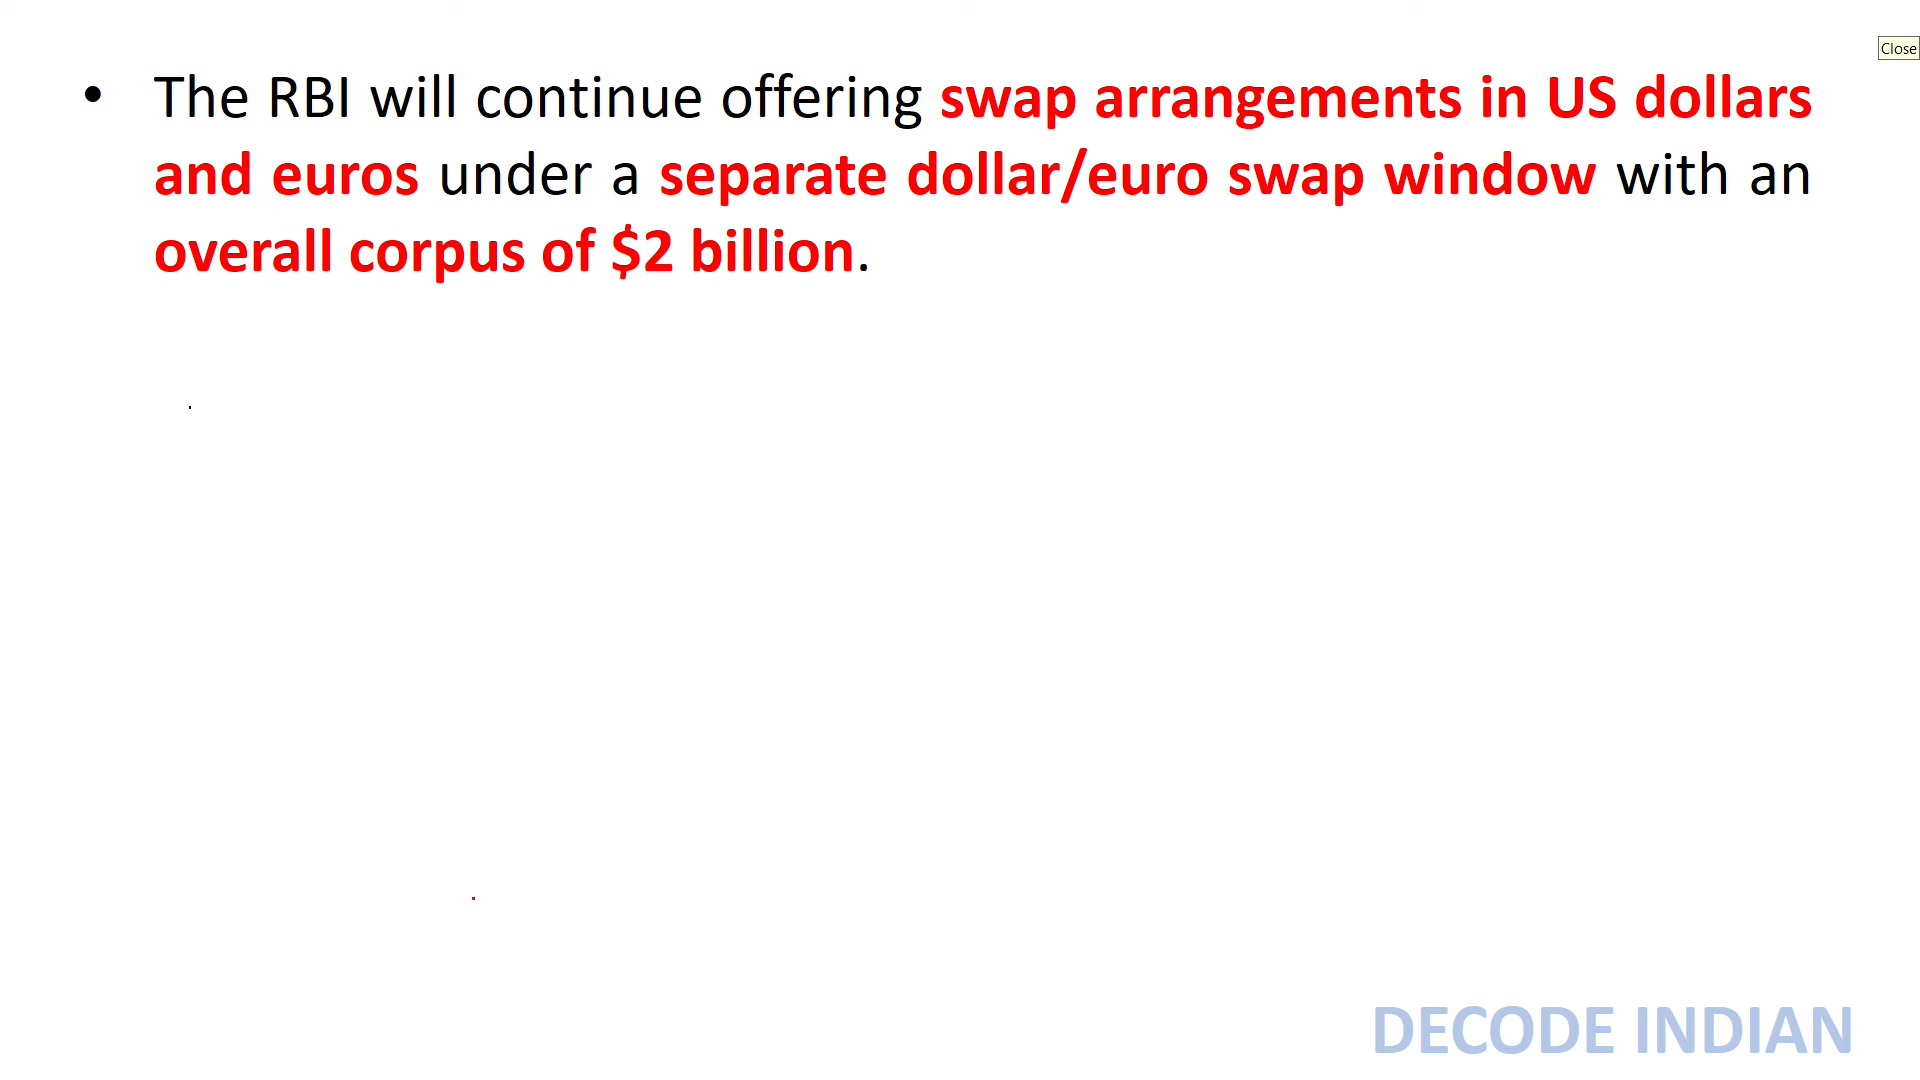 Close
• The RBI will continue offering swap arrangements in US dollars
and euros under a separate dollar/euro swap window with an
overall corpus of $2 billion.
DECODE INDIAN